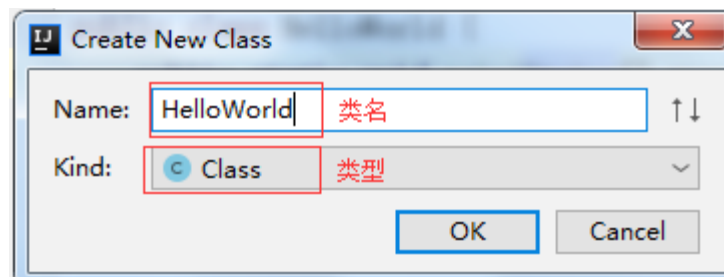 IJ Create New Class
Name: HelloWorld 类名
Kind: C Class 类型
OK Cancel